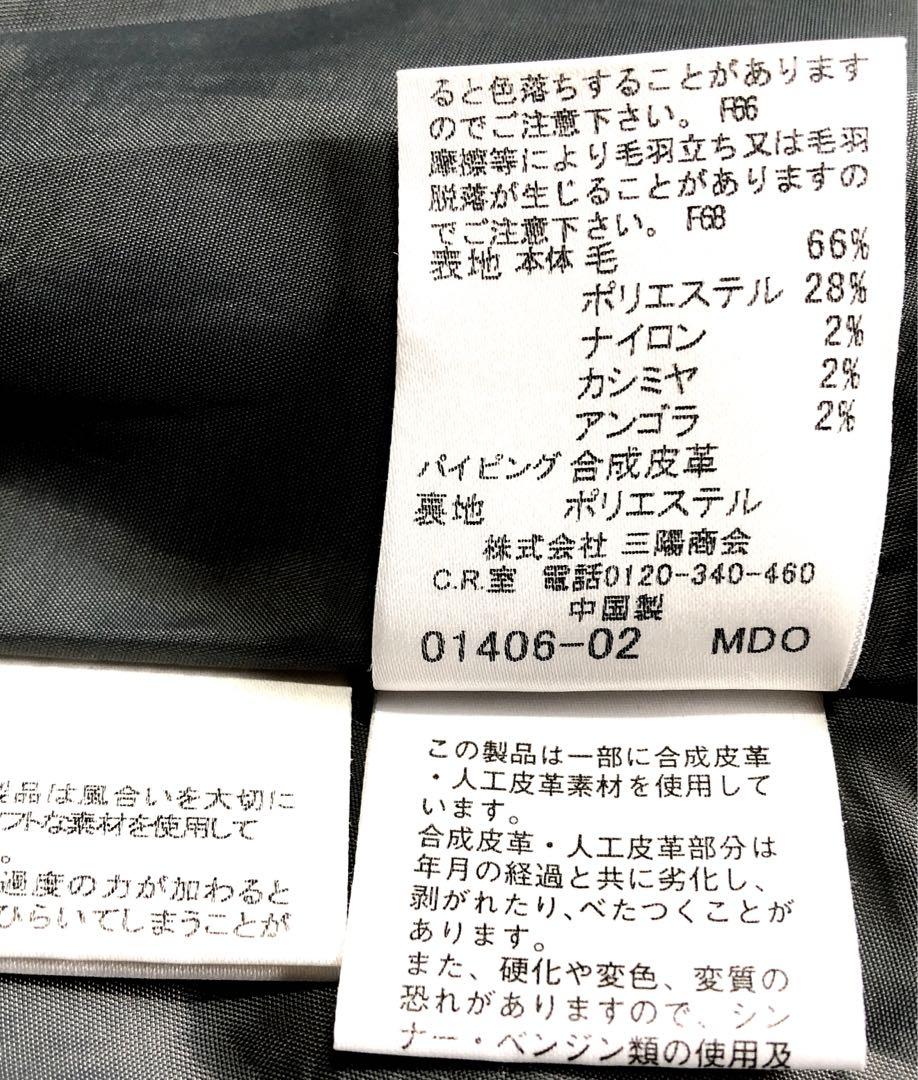 ると色落ちすることがあります
のでご注意下さい。 F66
摩擦等により毛羽立ち又は毛羽
脱落が生じることがありますの
でご注意下さい。 F68
表地 本体 毛 66%
ポリエステル 28%
ナイロン 2%
カシミヤ 2%
アンゴラ 2%
パイピング 合成皮革
裏地 ポリエステル
株式会社 三陽商会
C.R.室 電話0120-340-460
中国製
01406-02 MDO
製品は風合いを大切に
フトな素材を使用して
。
過度の力が加わると
ひらいてしまうことが
この製品は一部に合成皮革
・人工皮革素材を使用して
います。
合成皮革・人工皮革部分は
年月の経過と共に劣化し、
剥がれたり、べたつくことが
あります。
また、硬化や変色、変質の
恐れがありますので、シン
ナー・ベンジン類の使用及